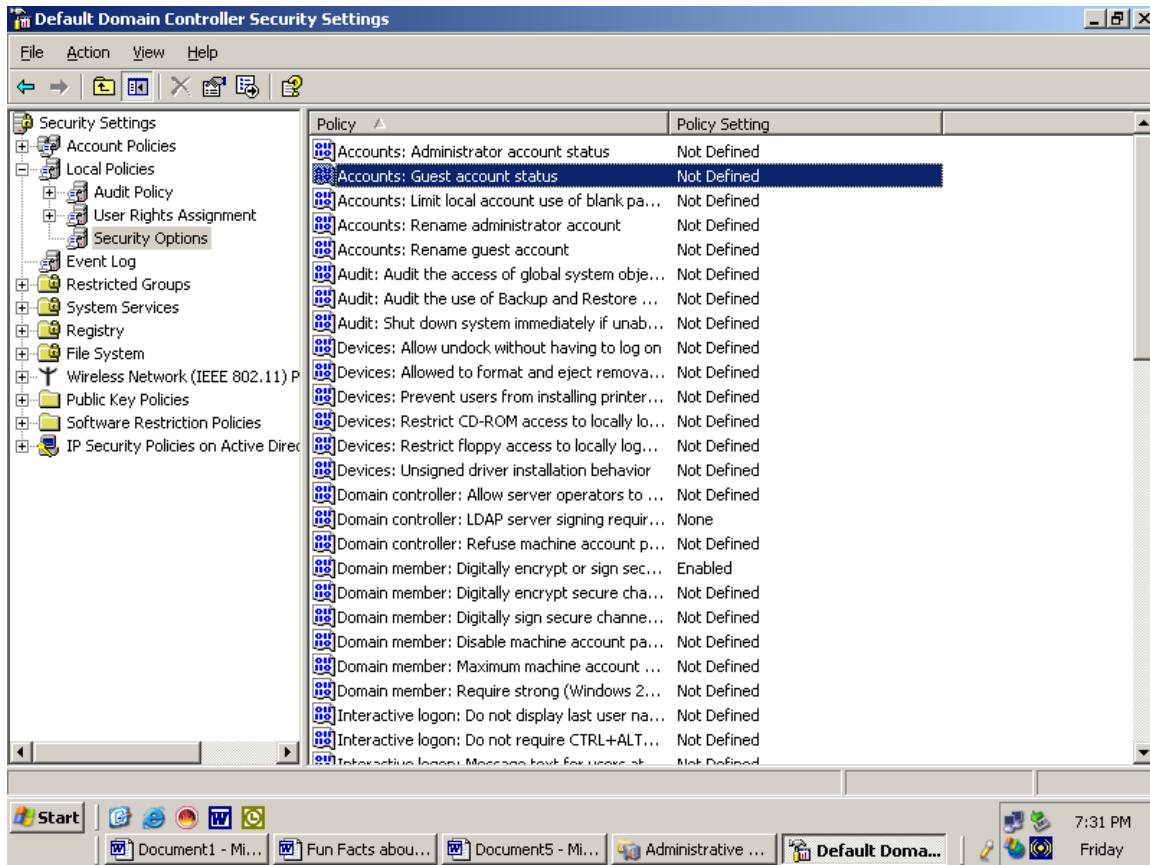 Default Domain Controller Security Settings
File Action View Help
Security Settings
Account Policies
Local Policies
Audit Policy
User Rights Assignment
Security Options
Event Log
Restricted Groups
System Services
Registry
File System
Wireless Network (IEEE 802.11) P
Public Key Policies
Software Restriction Policies
IP Security Policies on Active Direc
Policy Policy Setting
Accounts: Administrator account status Not Defined
Accounts: Guest account status Not Defined
Accounts: Limit local account use of blank pa... Not Defined
Accounts: Rename administrator account Not Defined
Accounts: Rename guest account Not Defined
Audit: Audit the access of global system obje... Not Defined
Audit: Audit the use of Backup and Restore ... Not Defined
Audit: Shut down system immediately if unab... Not Defined
Devices: Allow undock without having to log on Not Defined
Devices: Allowed to format and eject remova... Not Defined
Devices: Prevent users from installing printer... Not Defined
Devices: Restrict CD-ROM access to locally lo... Not Defined
Devices: Restrict floppy access to locally log... Not Defined
Devices: Unsigned driver installation behavior Not Defined
Domain controller: Allow server operators to ... Not Defined
Domain controller: LDAP server signing requir... None
Domain controller: Refuse machine account p... Not Defined
Domain member: Digitally encrypt or sign sec... Enabled
Domain member: Digitally encrypt secure cha... Not Defined
Domain member: Digitally sign secure channe... Not Defined
Domain member: Disable machine account pa... Not Defined
Domain member: Maximum machine account ... Not Defined
Domain member: Require strong (Windows 2... Not Defined
Interactive logon: Do not display last user na... Not Defined
Interactive logon: Do not require CTRL+ALT... Not Defined
Interactive logon: Message text for users at Not Defined
Start 7:31 PM
Document1 - Mi... Fun Facts abou... Document5 - Mi... Administrative ... Default Doma... Friday